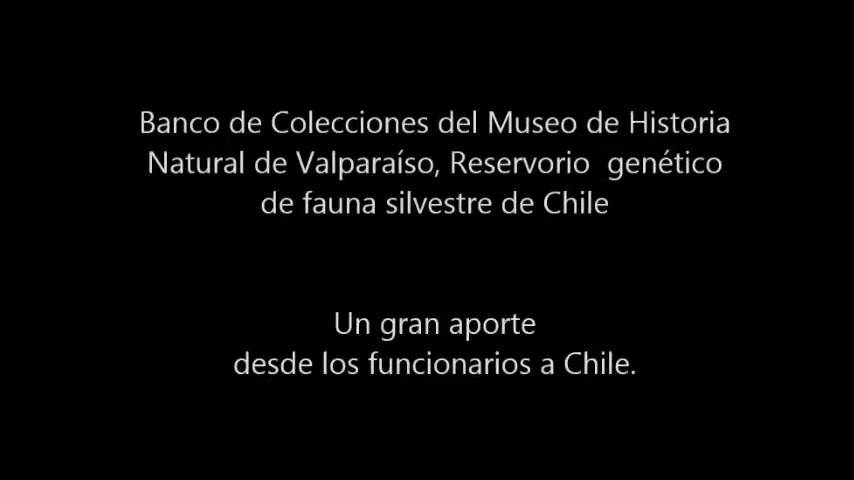 Banco de Colecciones del Museo de Historia
Natural de Valparaíso, Reservorio  genético
de fauna silvestre de Chile
Un gran aporte
desde los funcionarios a Chile.